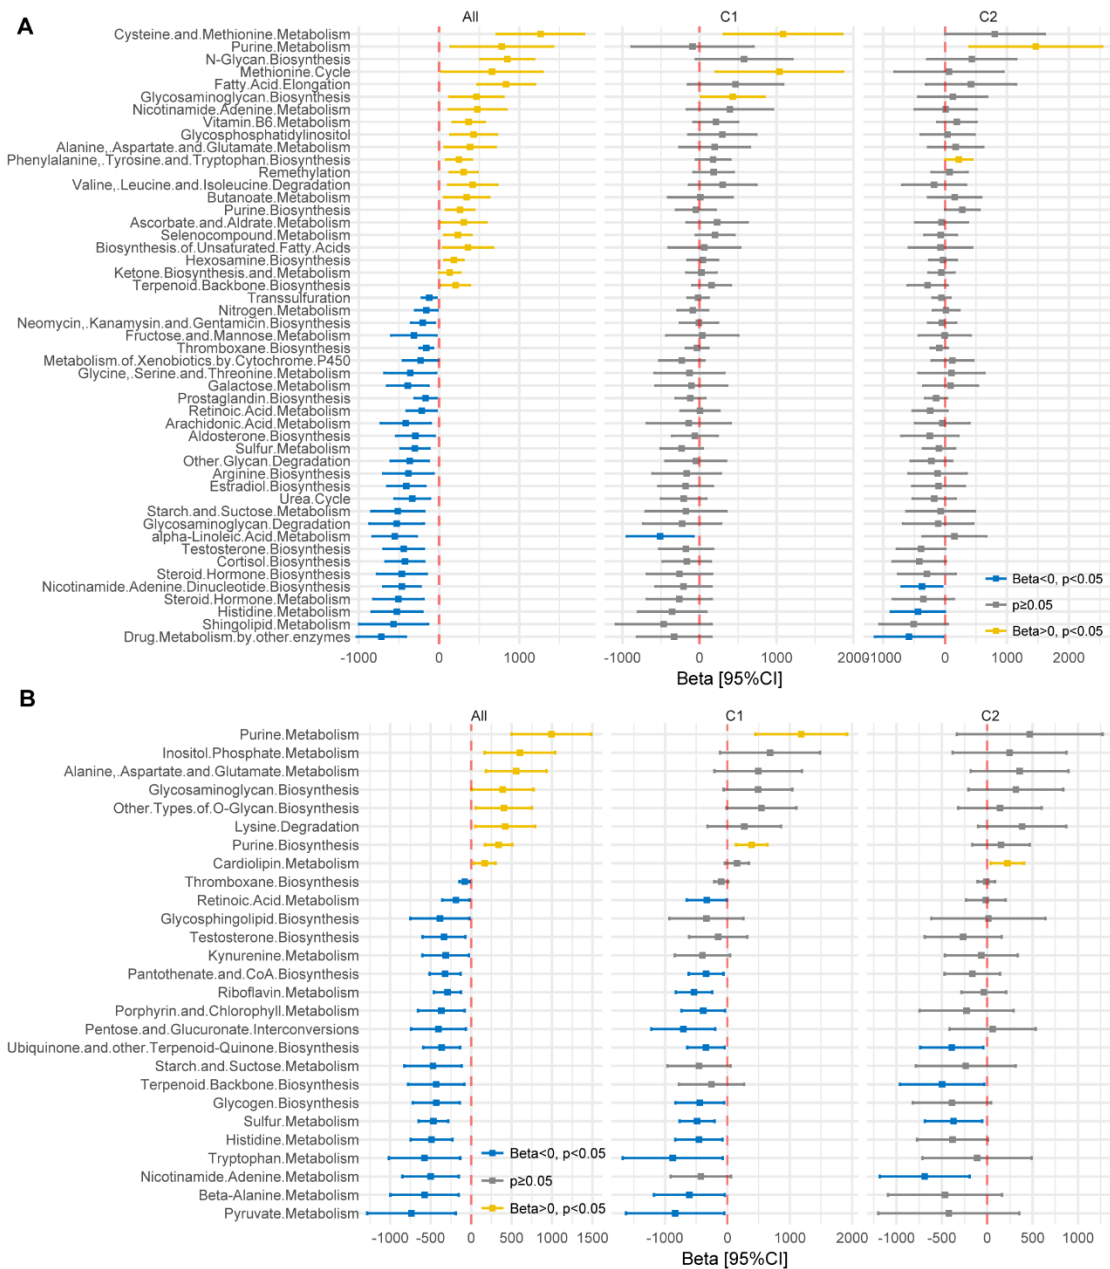 A
All
C1
C2
Cysteine.and.Methionine.Metabolism
Purine.Metabolism
N-Glycan.Biosynthesis
Methionine.Cycle
Fatty.Acid.Elongation
Glycosaminoglycan.Biosynthesis
Nicotinamide.Adenine.Metabolism
Vitamin.B6.Metabolism
Glycosphosphatidylinositol
Alanine,.Aspartate.and.Glutamate.Metabolism
Phenylalanine,.Tyrosine.and.Tryptophan.Biosynthesis
Remethylation
Valine,.Leucine.and.Isoleucine.Degradation
Butanoate.Metabolism
Purine.Biosynthesis
Ascorbate.and.Aldrate.Metabolism
Selenocompound.Metabolism
Biosynthesis.of.Unsaturated.Fatty.Acids
Hexosamine.Biosynthesis
Ketone.Biosynthesis.and.Metabolism
Terpenoid.Backbone.Biosynthesis
Transsulfuration
Nitrogen.Metabolism
Neomycin,.Kanamysin.and.Gentamicin.Biosynthesis
Fructose.and.Mannose.Metabolism
Thromboxane.Biosynthesis
Metabolism.of.Xenobiotics.by.Cytochrome.P450
Glycine,.Serine.and.Threonine.Metabolism
Galactose.Metabolism
Prostaglandin.Biosynthesis
Retinoic.Acid.Metabolism
Arachidonic.Acid.Metabolism
Aldosterone.Biosynthesis
Sulfur.Metabolism
Other.Glycan.Degradation
Arginine.Biosynthesis
Estradiol.Biosynthesis
Urea.Cycle
Starch.and.Suctose.Metabolism
Glycosaminoglycan.Degradation
alpha-Linoleic.Acid.Metabolism
Testosterone.Biosynthesis
Cortisol.Biosynthesis
Steroid.Hormone.Biosynthesis
Nicotinamide.Adenine.Dinucleotide.Biosynthesis
Steroid.Hormone.Metabolism
Histidine.Metabolism
Shingolipid.Metabolism
Drug.Metabolism.by.other.enzymes
Beta<0, p<0.05
p≥0.05
Beta>0, p<0.05
-1000 0 1000
-1000 0 1000 2000
-1000 0 1000 2000
Beta [95%CI]
B
All
C1
C2
Purine.Metabolism
Inositol.Phosphate.Metabolism
Alanine,.Aspartate.and.Glutamate.Metabolism
Glycosaminoglycan.Biosynthesis
Other.Types.of.O-Glycan.Biosynthesis
Lysine.Degradation
Purine.Biosynthesis
Cardiolipin.Metabolism
Thromboxane.Biosynthesis
Retinoic.Acid.Metabolism
Glycosphingolipid.Biosynthesis
Testosterone.Biosynthesis
Kynurenine.Metabolism
Pantothenate.and.CoA.Biosynthesis
Riboflavin.Metabolism
Porphyrin.and.Chlorophyll.Metabolism
Pentose.and.Glucuronate.Interconversions
Ubiquinone.and.other.Terpenoid-Quinone.Biosynthesis
Starch.and.Suctose.Metabolism
Terpenoid.Backbone.Biosynthesis
Glycogen.Biosynthesis
Sulfur.Metabolism
Histidine.Metabolism
Tryptophan.Metabolism
Nicotinamide.Adenine.Metabolism
Beta-Alanine.Metabolism
Pyruvate.Metabolism
Beta<0, p<0.05
p≥0.05
Beta>0, p<0.05
-1000 -500 0 500 1000 1500
-1000 0 1000 2000
-1000 -500 0 500 1000
Beta [95%CI]